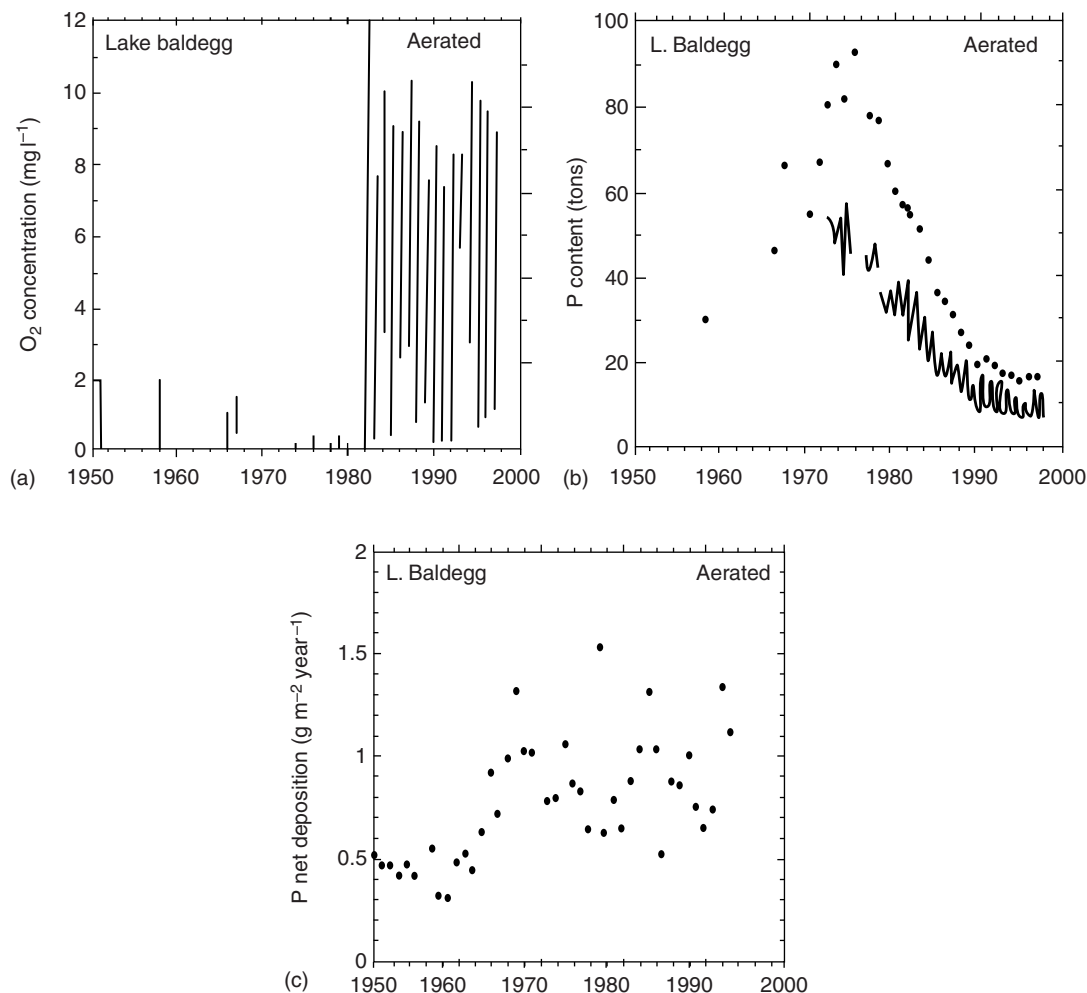 12
10
8
6
4
2
0
O₂ concentration (mg l⁻¹)
Lake baldegg
Aerated
1950 1960 1970 1980 1990 2000
(a)
100
80
60
40
20
0
P content (tons)
L. Baldegg
Aerated
1950 1960 1970 1980 1990 2000
(b)
2
1.5
1
0.5
0
P net deposition (g m⁻² year⁻¹)
L. Baldegg
Aerated
1950 1960 1970 1980 1990 2000
(c)